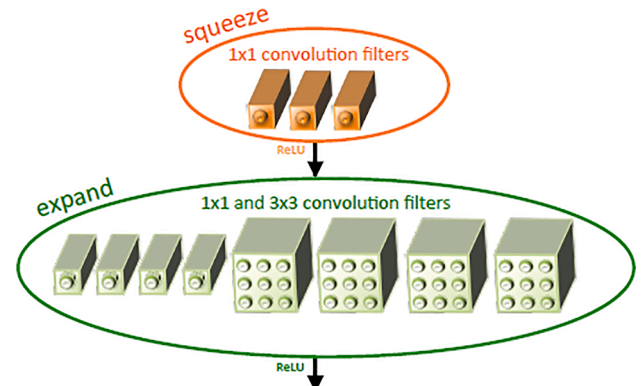 squeeze
1x1 convolution filters
ReLU
expand
1x1 and 3x3 convolution filters
ReLU